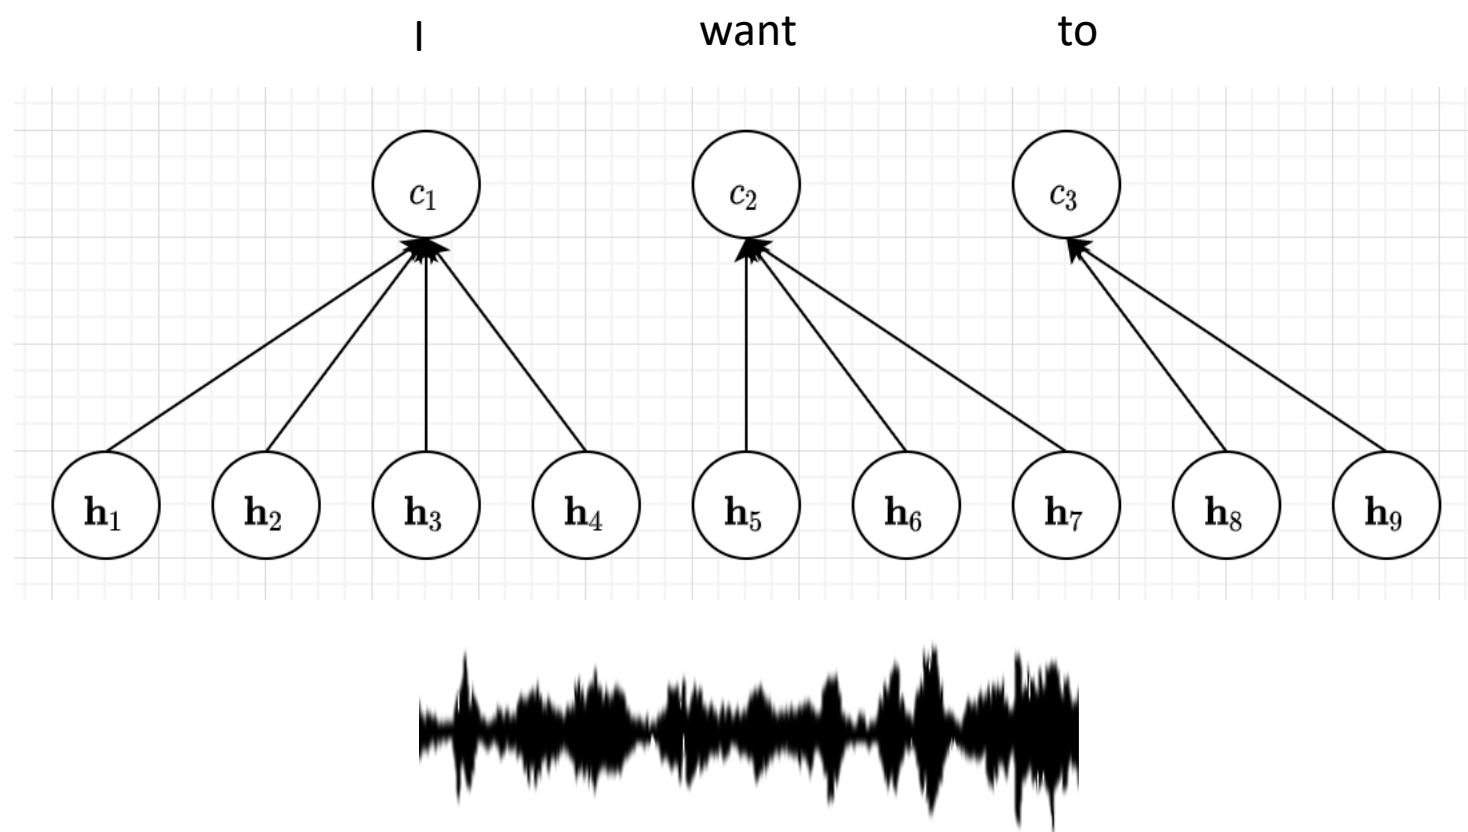 I want to
c₁ c₂ c₃
h₁ h₂ h₃ h₄ h₅ h₆ h₇ h₈ h₉